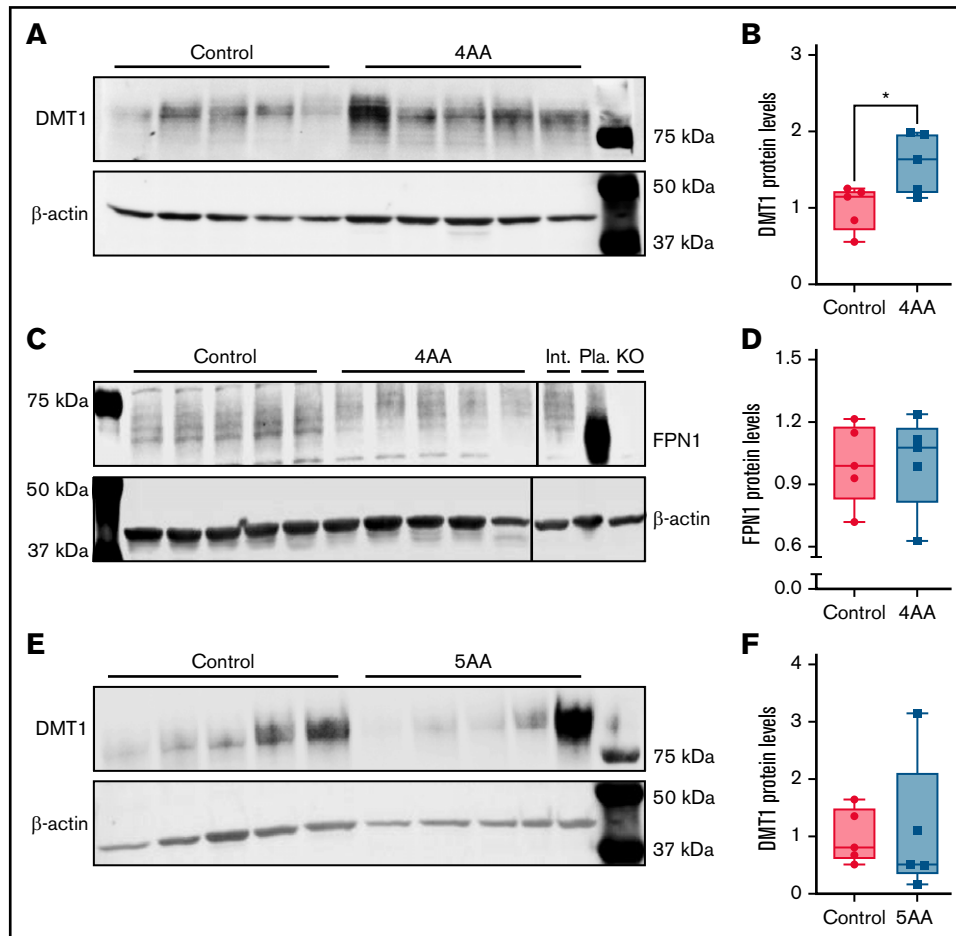 A
Control 4AA
DMT1
75 kDa
50 kDa
β-actin
37 kDa
B
3
2
1
0
DMT1 protein levels
*
Control 4AA
C
Control 4AA Int. Pla. KO
75 kDa
FPN1
50 kDa
β-actin
37 kDa
D
1.5
1.2
0.9
0.6
0.0
FPN1 protein levels
Control 4AA
E
Control 5AA
DMT1
75 kDa
50 kDa
β-actin
37 kDa
F
4
3
2
1
0
DMT1 protein levels
Control 5AA